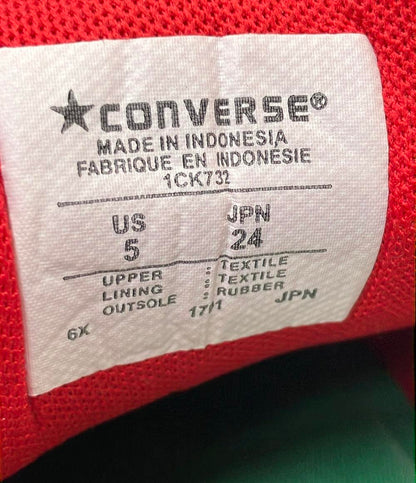 ★CONVERSE®
MADE IN INDONESIA
FABRIQUE EN INDONÉSIE
1CK732
US JPN
5 24
UPPER : TEXTILE
LINING : TEXTILE
OUTSOLE : RUBBER
6X 17/1 JPN